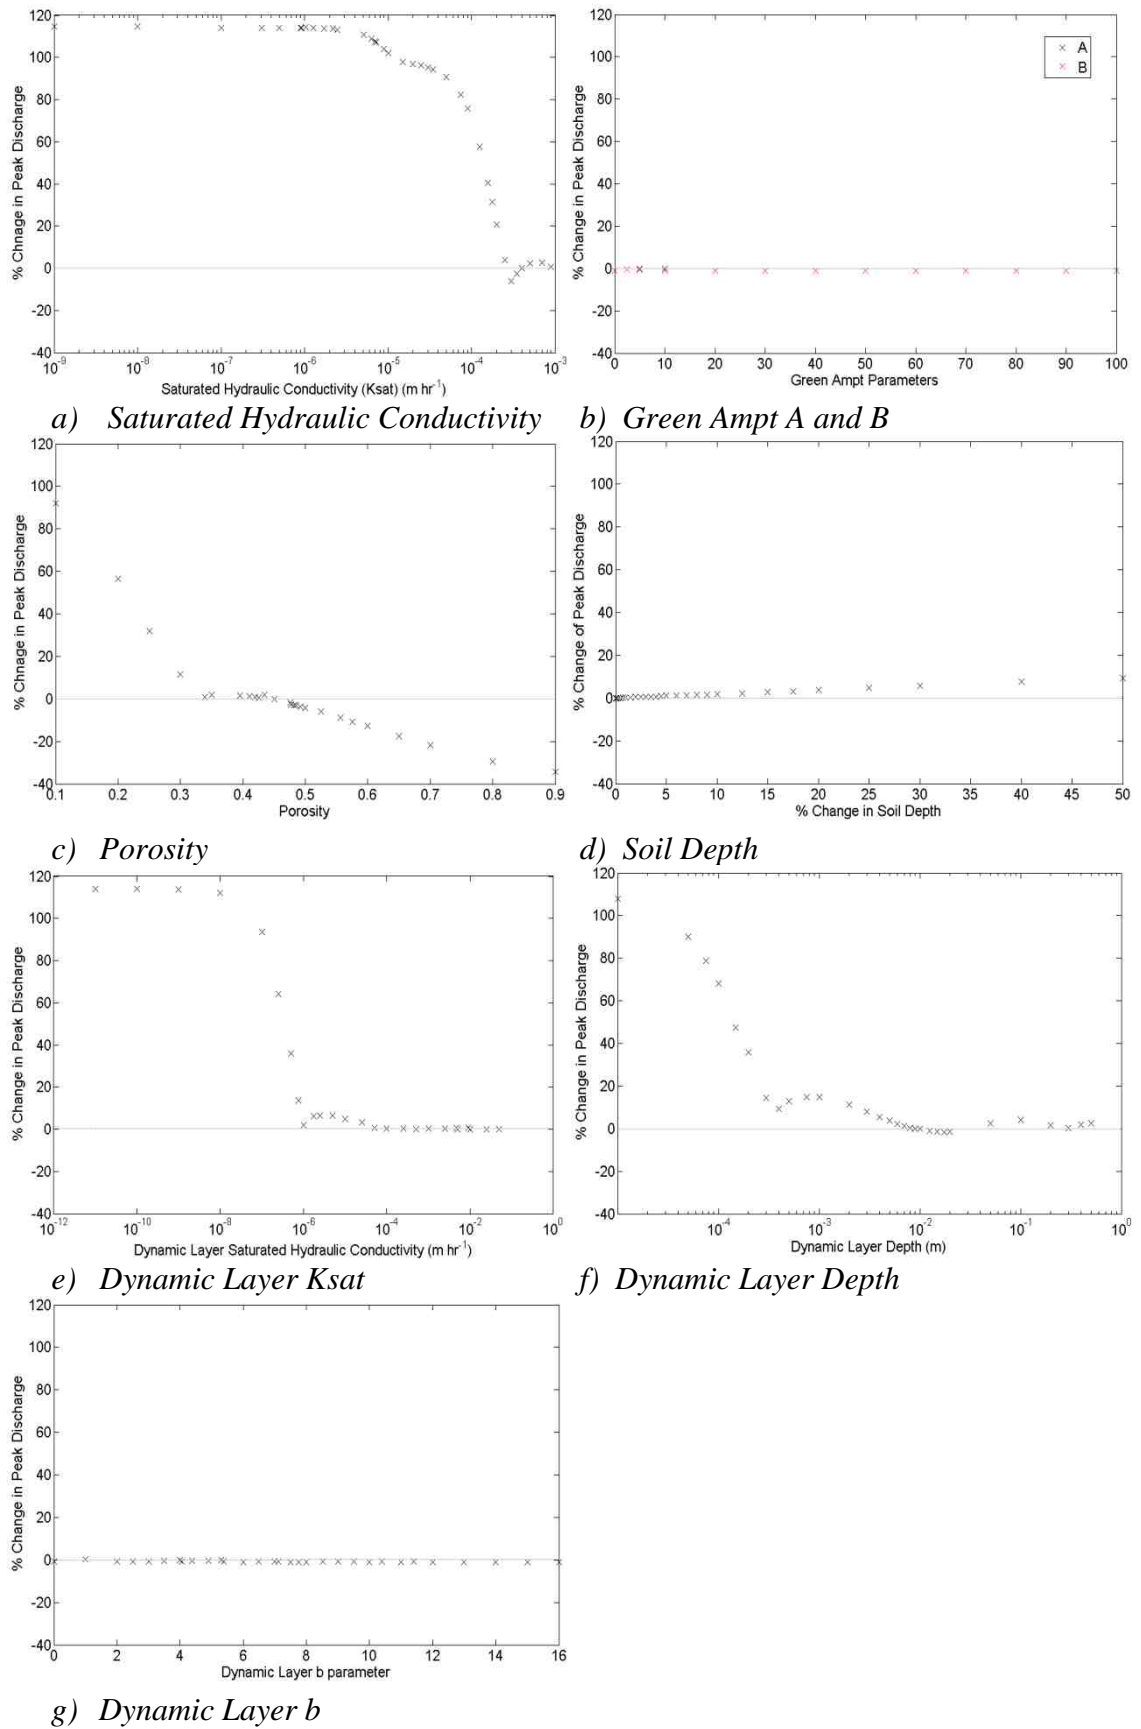 120
100
80
60
40
20
0
-20
-40
% Chnage in Peak Discharge
10^-9 10^-8 10^-7 10^-6 10^-5 10^-4 10^-3
Saturated Hydraulic Conductivity (Ksat) (m hr^-1)
a) Saturated Hydraulic Conductivity
120
100
80
60
40
20
0
-20
-40
% Change in Peak Discharge
A
B
0 10 20 30 40 50 60 70 80 90 100
Green Ampt Parameters
b) Green Ampt A and B
120
100
80
60
40
20
0
-20
-40
% Chnage in Peak Discharge
0.1 0.2 0.3 0.4 0.5 0.6 0.7 0.8 0.9
Porosity
c) Porosity
120
100
80
60
40
20
0
-20
-40
% Change of Peak Discharge
0 5 10 15 20 25 30 35 40 45 50
% Change in Soil Depth
d) Soil Depth
120
100
80
60
40
20
0
-20
-40
% Change in Peak Discharge
10^-12 10^-10 10^-8 10^-6 10^-4 10^-2 10^0
Dynamic Layer Saturated Hydraulic Conductivity (m hr^-1)
e) Dynamic Layer Ksat
120
100
80
60
40
20
0
-20
-40
% Change in Peak Discharge
10^-4 10^-3 10^-2 10^-1 10^0
Dynamic Layer Depth (m)
f) Dynamic Layer Depth
120
100
80
60
40
20
0
-20
-40
% Change in Peak Discharge
0 2 4 6 8 10 12 14 16
Dynamic Layer b parameter
g) Dynamic Layer b